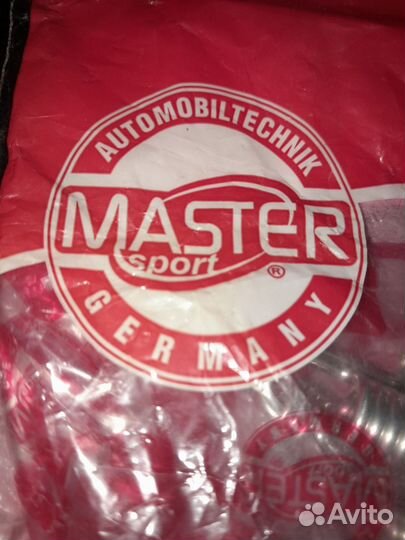 AUTOMOBILTECHNIK
MASTER
sport ®
GERMANY
MASTER
Avito